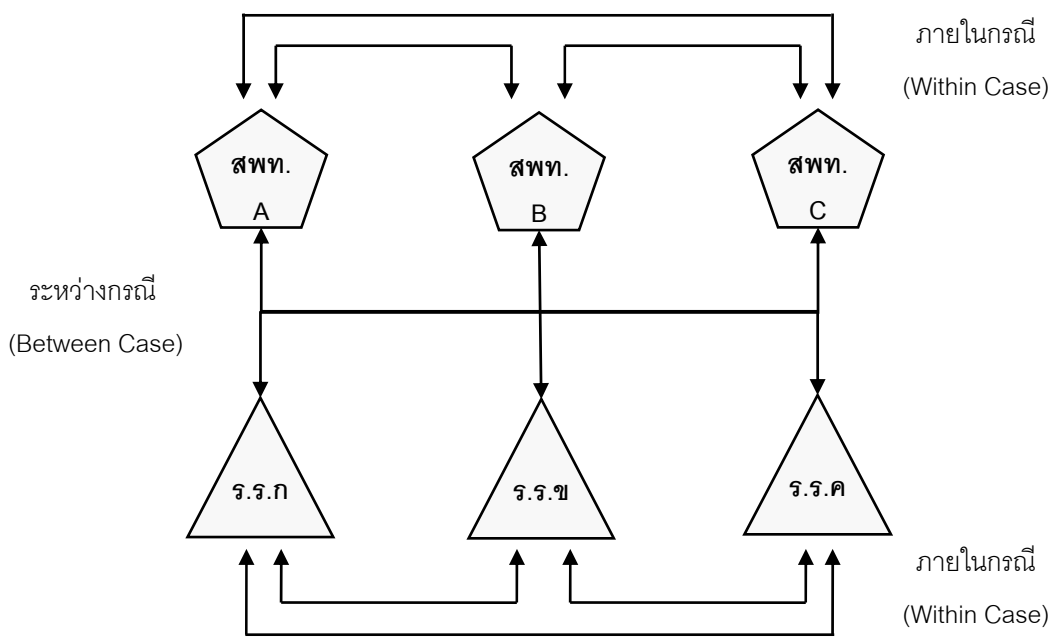 ภายในกรณี
(Within Case)
สพท.
A
สพท.
B
สพท.
C
ระหว่างกรณี
(Between Case)
ร.ร.ก
ร.ร.ข
ร.ร.ค
ภายในกรณี
(Within Case)